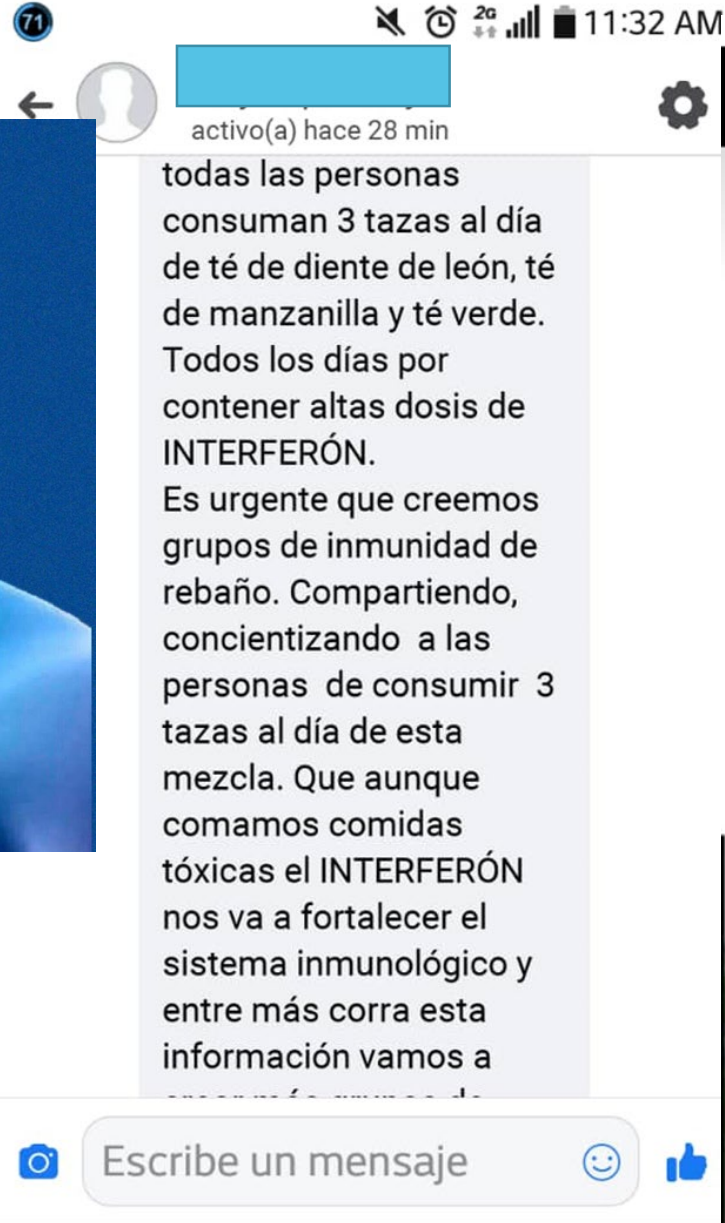 71
2G
11:32 AM
activo(a) hace 28 min
todas las personas
consuman 3 tazas al día
de té de diente de león, té
de manzanilla y té verde.
Todos los días por
contener altas dosis de
INTERFERÓN.
Es urgente que creemos
grupos de inmunidad de
rebaño. Compartiendo,
concientizando  a las
personas  de consumir  3
tazas al día de esta
mezcla. Que aunque
comamos comidas
tóxicas el INTERFERÓN
nos va a fortalecer el
sistema inmunológico y
entre más corra esta
información vamos a
Escribe un mensaje